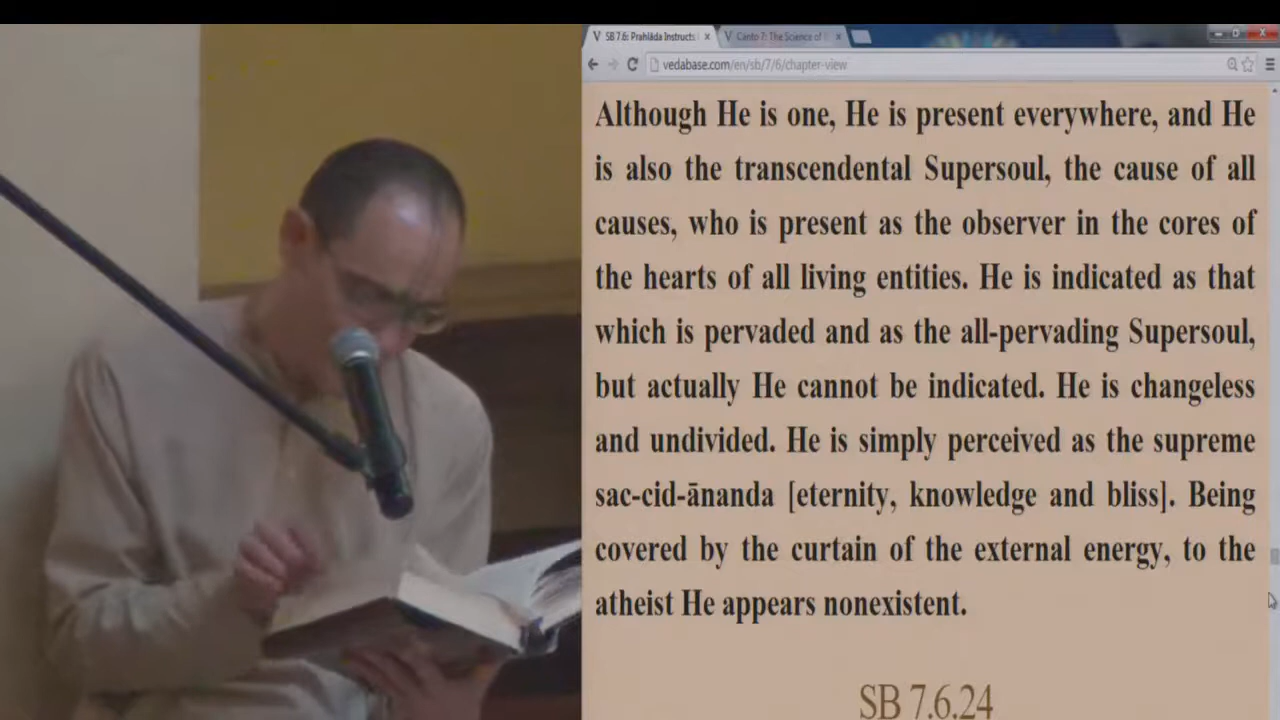 SB 7.6: Prahlāda Instructs
Canto 7: The Science of
vedabase.com/en/sb/7/6/chapter-view
Although He is one, He is present everywhere, and He
is also the transcendental Supersoul, the cause of all
causes, who is present as the observer in the cores of
the hearts of all living entities. He is indicated as that
which is pervaded and as the all-pervading Supersoul,
but actually He cannot be indicated. He is changeless
and undivided. He is simply perceived as the supreme
sac-cid-ānanda [eternity, knowledge and bliss]. Being
covered by the curtain of the external energy, to the
atheist He appears nonexistent.
SB 7.6.24